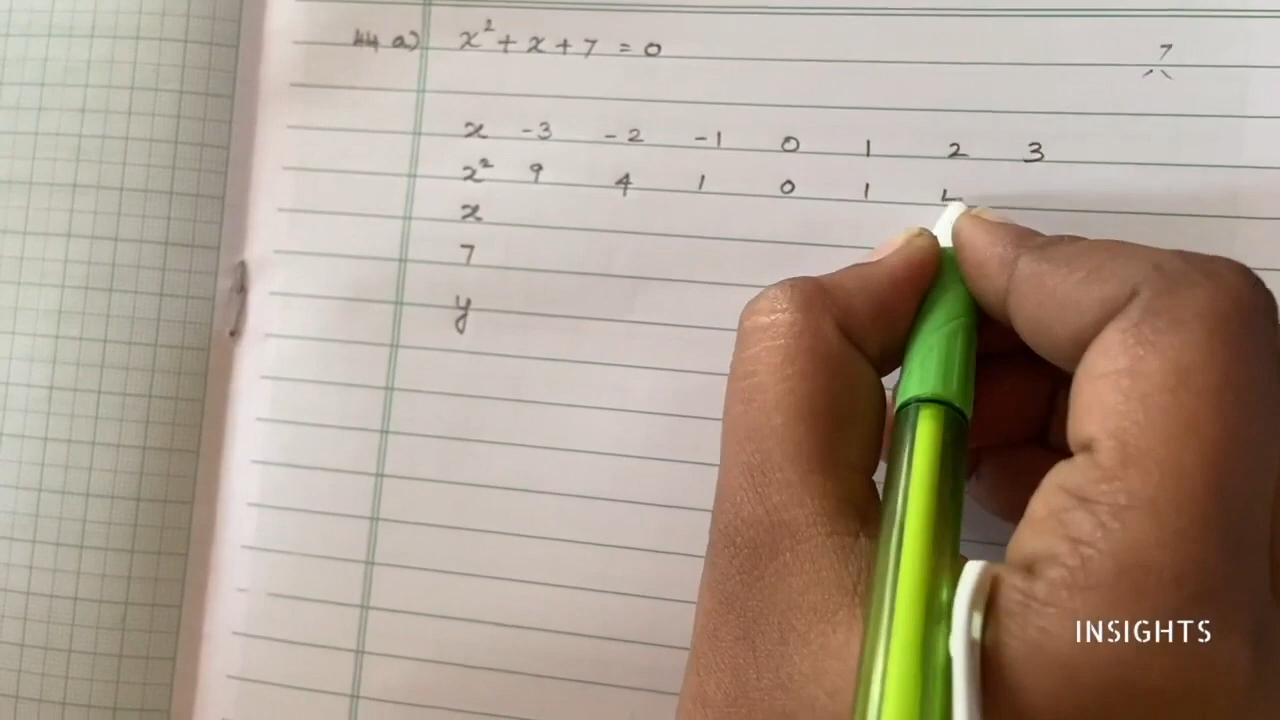 44 a) x² + x + 7 = 0
7
x -3 -2 -1 0 1 2 3
x² 9 4 1 0 1
x
7
y
INSIGHTS